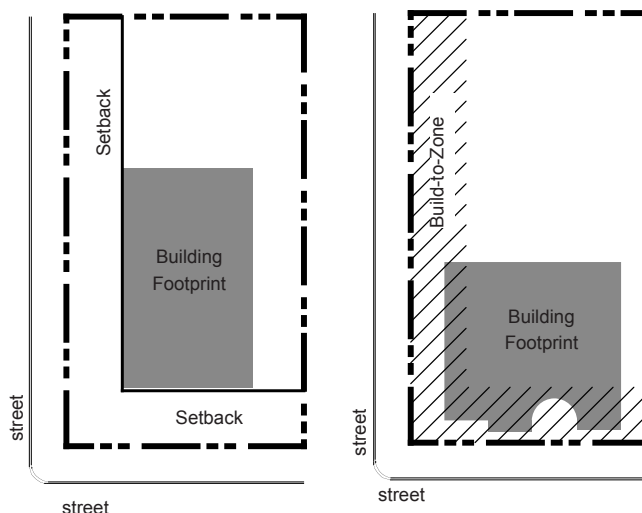 Setback
Building
Footprint
Setback
street
street
Build-to-Zone
Building
Footprint
street
street